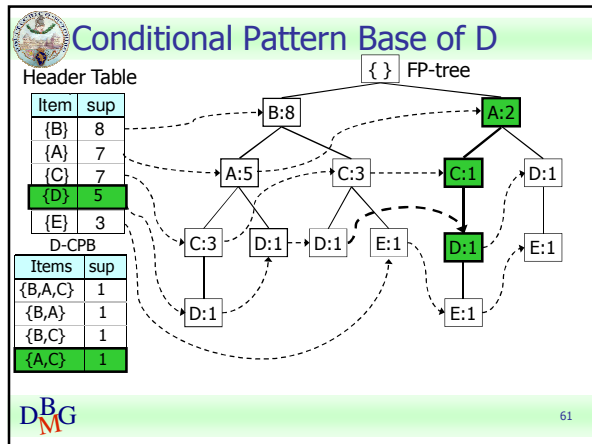 Conditional Pattern Base of D
Header Table
{ } FP-tree
Item sup
{B} 8
{A} 7
{C} 7
{D} 5
{E} 3
B:8 A:2
A:5 C:3 C:1 D:1
C:3 D:1 D:1 E:1 D:1 E:1
D:1 E:1
D-CPB
Items sup
{B,A,C} 1
{B,A} 1
{B,C} 1
{A,C} 1
DBMG
61